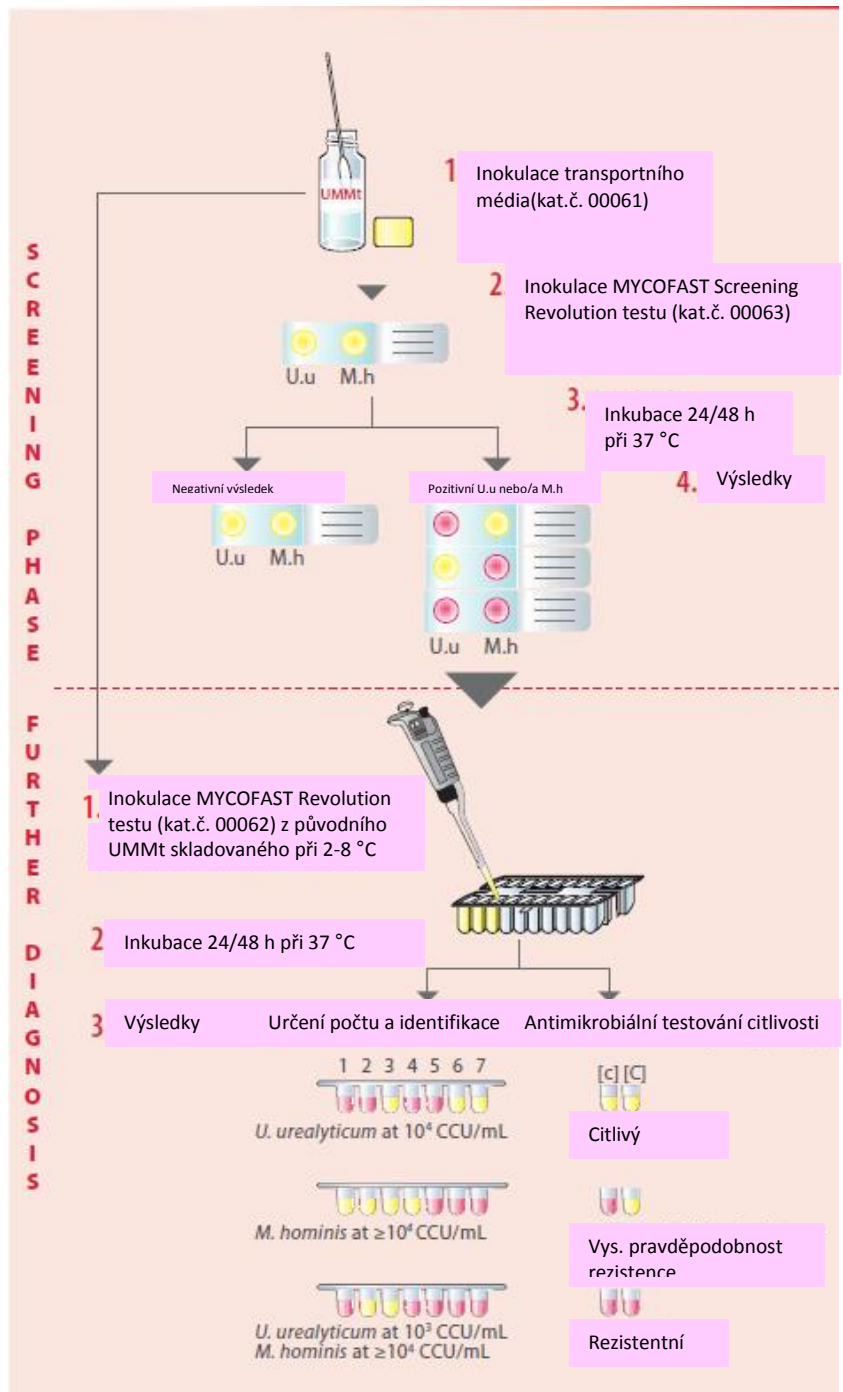 SCREENING PHASE
UMMt
1
Inokulace transportního
média(kat.č. 00061)
2.
Inokulace MYCOFAST Screening
Revolution testu (kat.č. 00063)
U.u M.h
3.
Inkubace 24/48 h
při 37 °C
4.
Výsledky
Negativní výsledek
Pozitivní U.u nebo/a M.h
U.u M.h
U.u M.h
FURTHER DIAGNOSIS
1.
Inokulace MYCOFAST Revolution
testu (kat.č. 00062) z původního
UMMt skladovaného při 2-8 °C
2
Inkubace 24/48 h při 37 °C
3
Výsledky
Určení počtu a identifikace
Antimikrobiální testování citlivosti
1 2 3 4 5 6 7
[c] [C]
U. urealyticum at 10⁴ CCU/mL
Citlivý
M. hominis at ≥10⁴ CCU/mL
Vys. pravděpodobnost
rezistence
U. urealyticum at 10³ CCU/mL
M. hominis at ≥10⁴ CCU/mL
Rezistentní